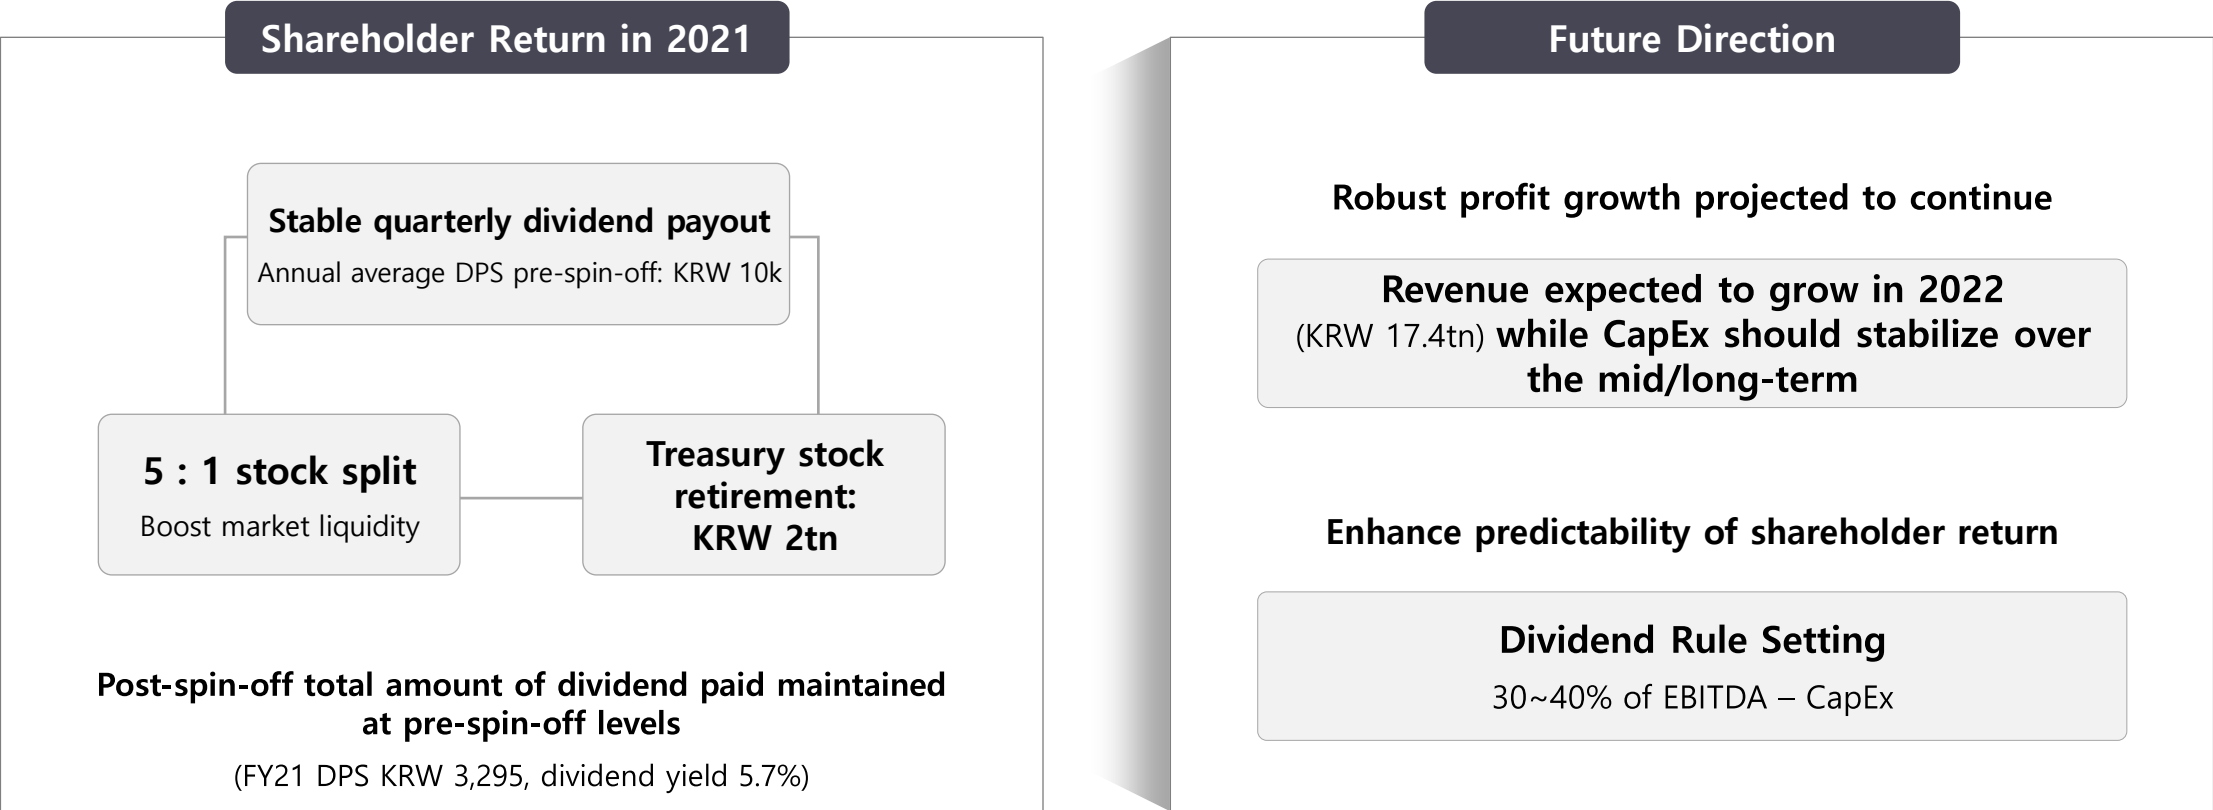 Shareholder Return in 2021
Stable quarterly dividend payout
Annual average DPS pre-spin-off: KRW 10k
5 : 1 stock split
Boost market liquidity
Treasury stock
retirement:
KRW 2tn
Post-spin-off total amount of dividend paid maintained
at pre-spin-off levels
(FY21 DPS KRW 3,295, dividend yield 5.7%)
Future Direction
Robust profit growth projected to continue
Revenue expected to grow in 2022
(KRW 17.4tn) while CapEx should stabilize over
the mid/long-term
Enhance predictability of shareholder return
Dividend Rule Setting
30~40% of EBITDA – CapEx